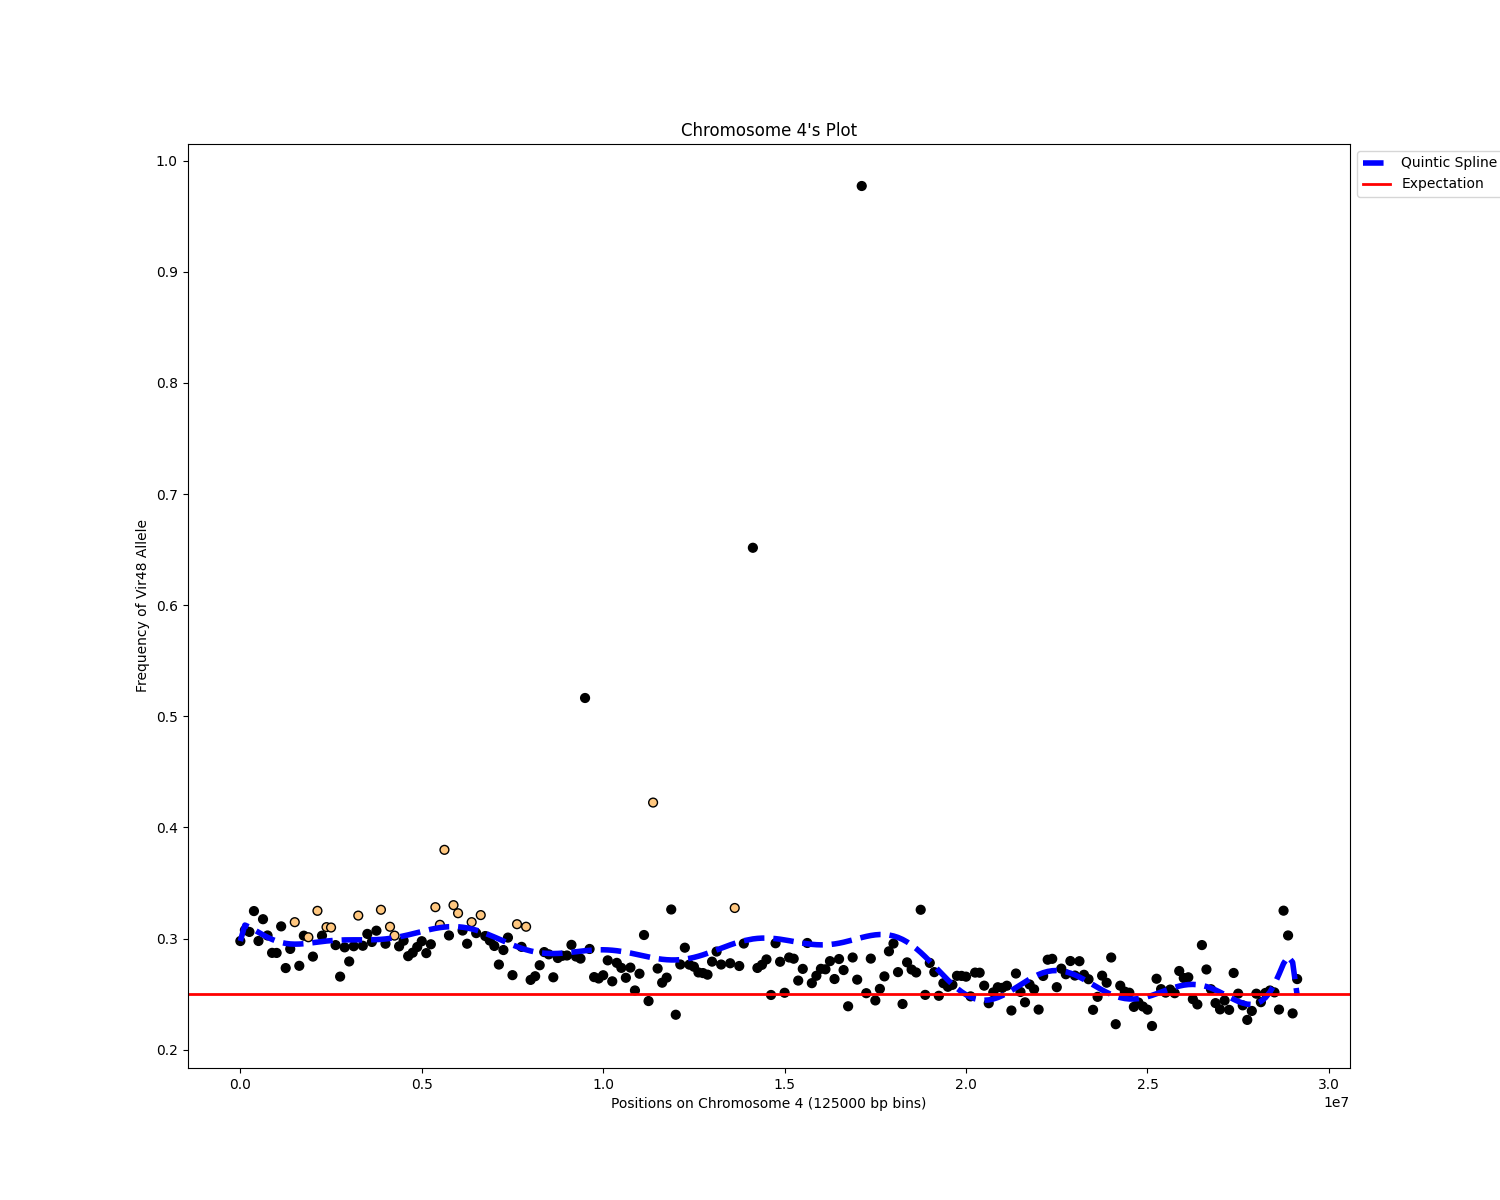 Chromosome 4's Plot
Quintic Spline
Expectation
1.0
0.9
0.8
0.7
0.6
0.5
0.4
0.3
0.2
Frequency of Vir48 Allele
0.0 0.5 1.0 1.5 2.0 2.5 3.0
1e7
Positions on Chromosome 4 (125000 bp bins)